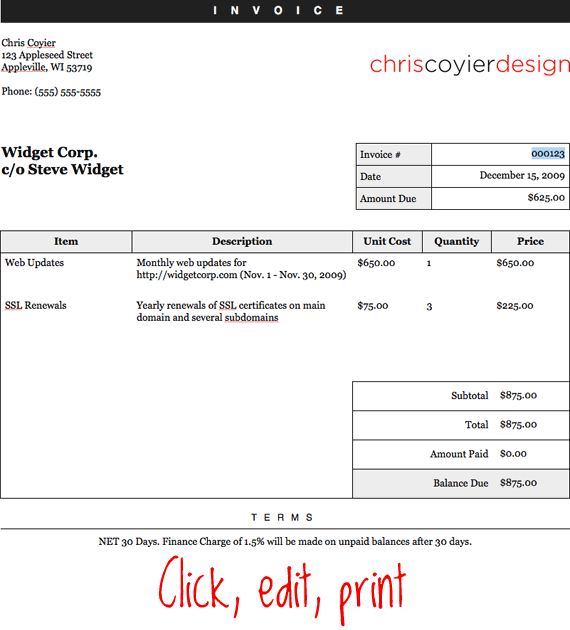 INVOICE
Chris Coyier
123 Appleseed Street
Appleville, WI 53719
Phone: (555) 555-5555
chriscoyierdesign
Widget Corp.
c/o Steve Widget
Invoice # 000123
Date December 15, 2009
Amount Due $625.00
Item Description Unit Cost Quantity Price
Web Updates Monthly web updates for $650.00 1 $650.00
http://widgetcorp.com (Nov. 1 - Nov. 30, 2009)
SSL Renewals Yearly renewals of SSL certificates on main $75.00 3 $225.00
domain and several subdomains
Subtotal $875.00
Total $875.00
Amount Paid $0.00
Balance Due $875.00
TERMS
NET 30 Days. Finance Charge of 1.5% will be made on unpaid balances after 30 days.
Click, edit, print